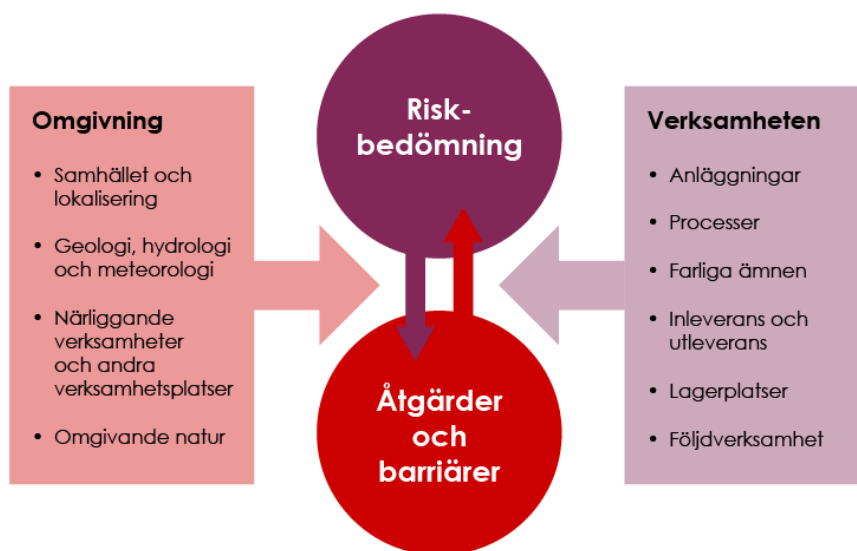 Omgivning
• Samhället och
lokalisering
• Geologi, hydrologi
och meteorologi
• Närliggande
verksamheter
och andra
verksamhetsplatser
• Omgivande natur
Risk-
bedömning
Åtgärder
och
barriärer
Verksamheten
• Anläggningar
• Processer
• Farliga ämnen
• Inleverans och
utleverans
• Lagerplatser
• Följdverksamhet